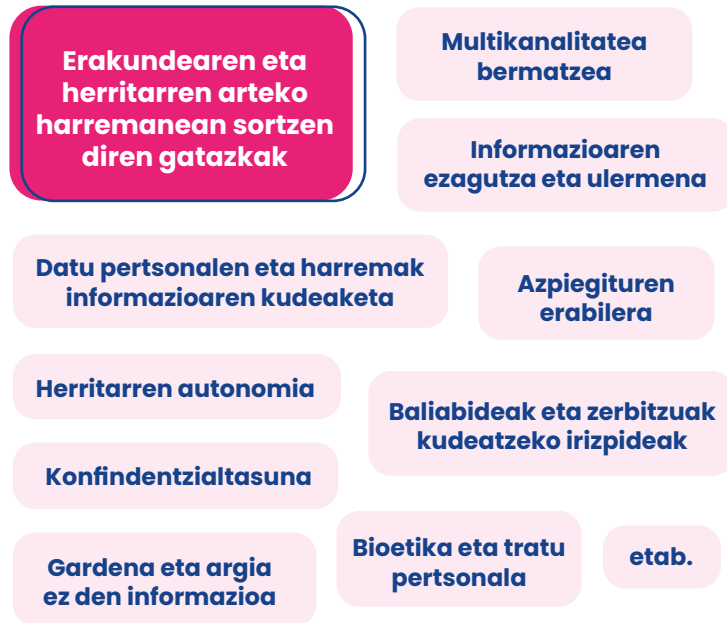 Erakundearen eta
herritarren arteko
harremanean sortzen
diren gatazkak
Multikanalitatea
bermatzea
Informazioaren
ezagutza eta ulermena
Datu pertsonalen eta harremak
informazioaren kudeaketa
Azpiegituren
erabilera
Herritarren autonomia
Baliabideak eta zerbitzuak
kudeatzeko irizpideak
Konfindentzialtasuna
Bioetika eta tratu
pertsonala
etab.
Gardena eta argia
ez den informazioa